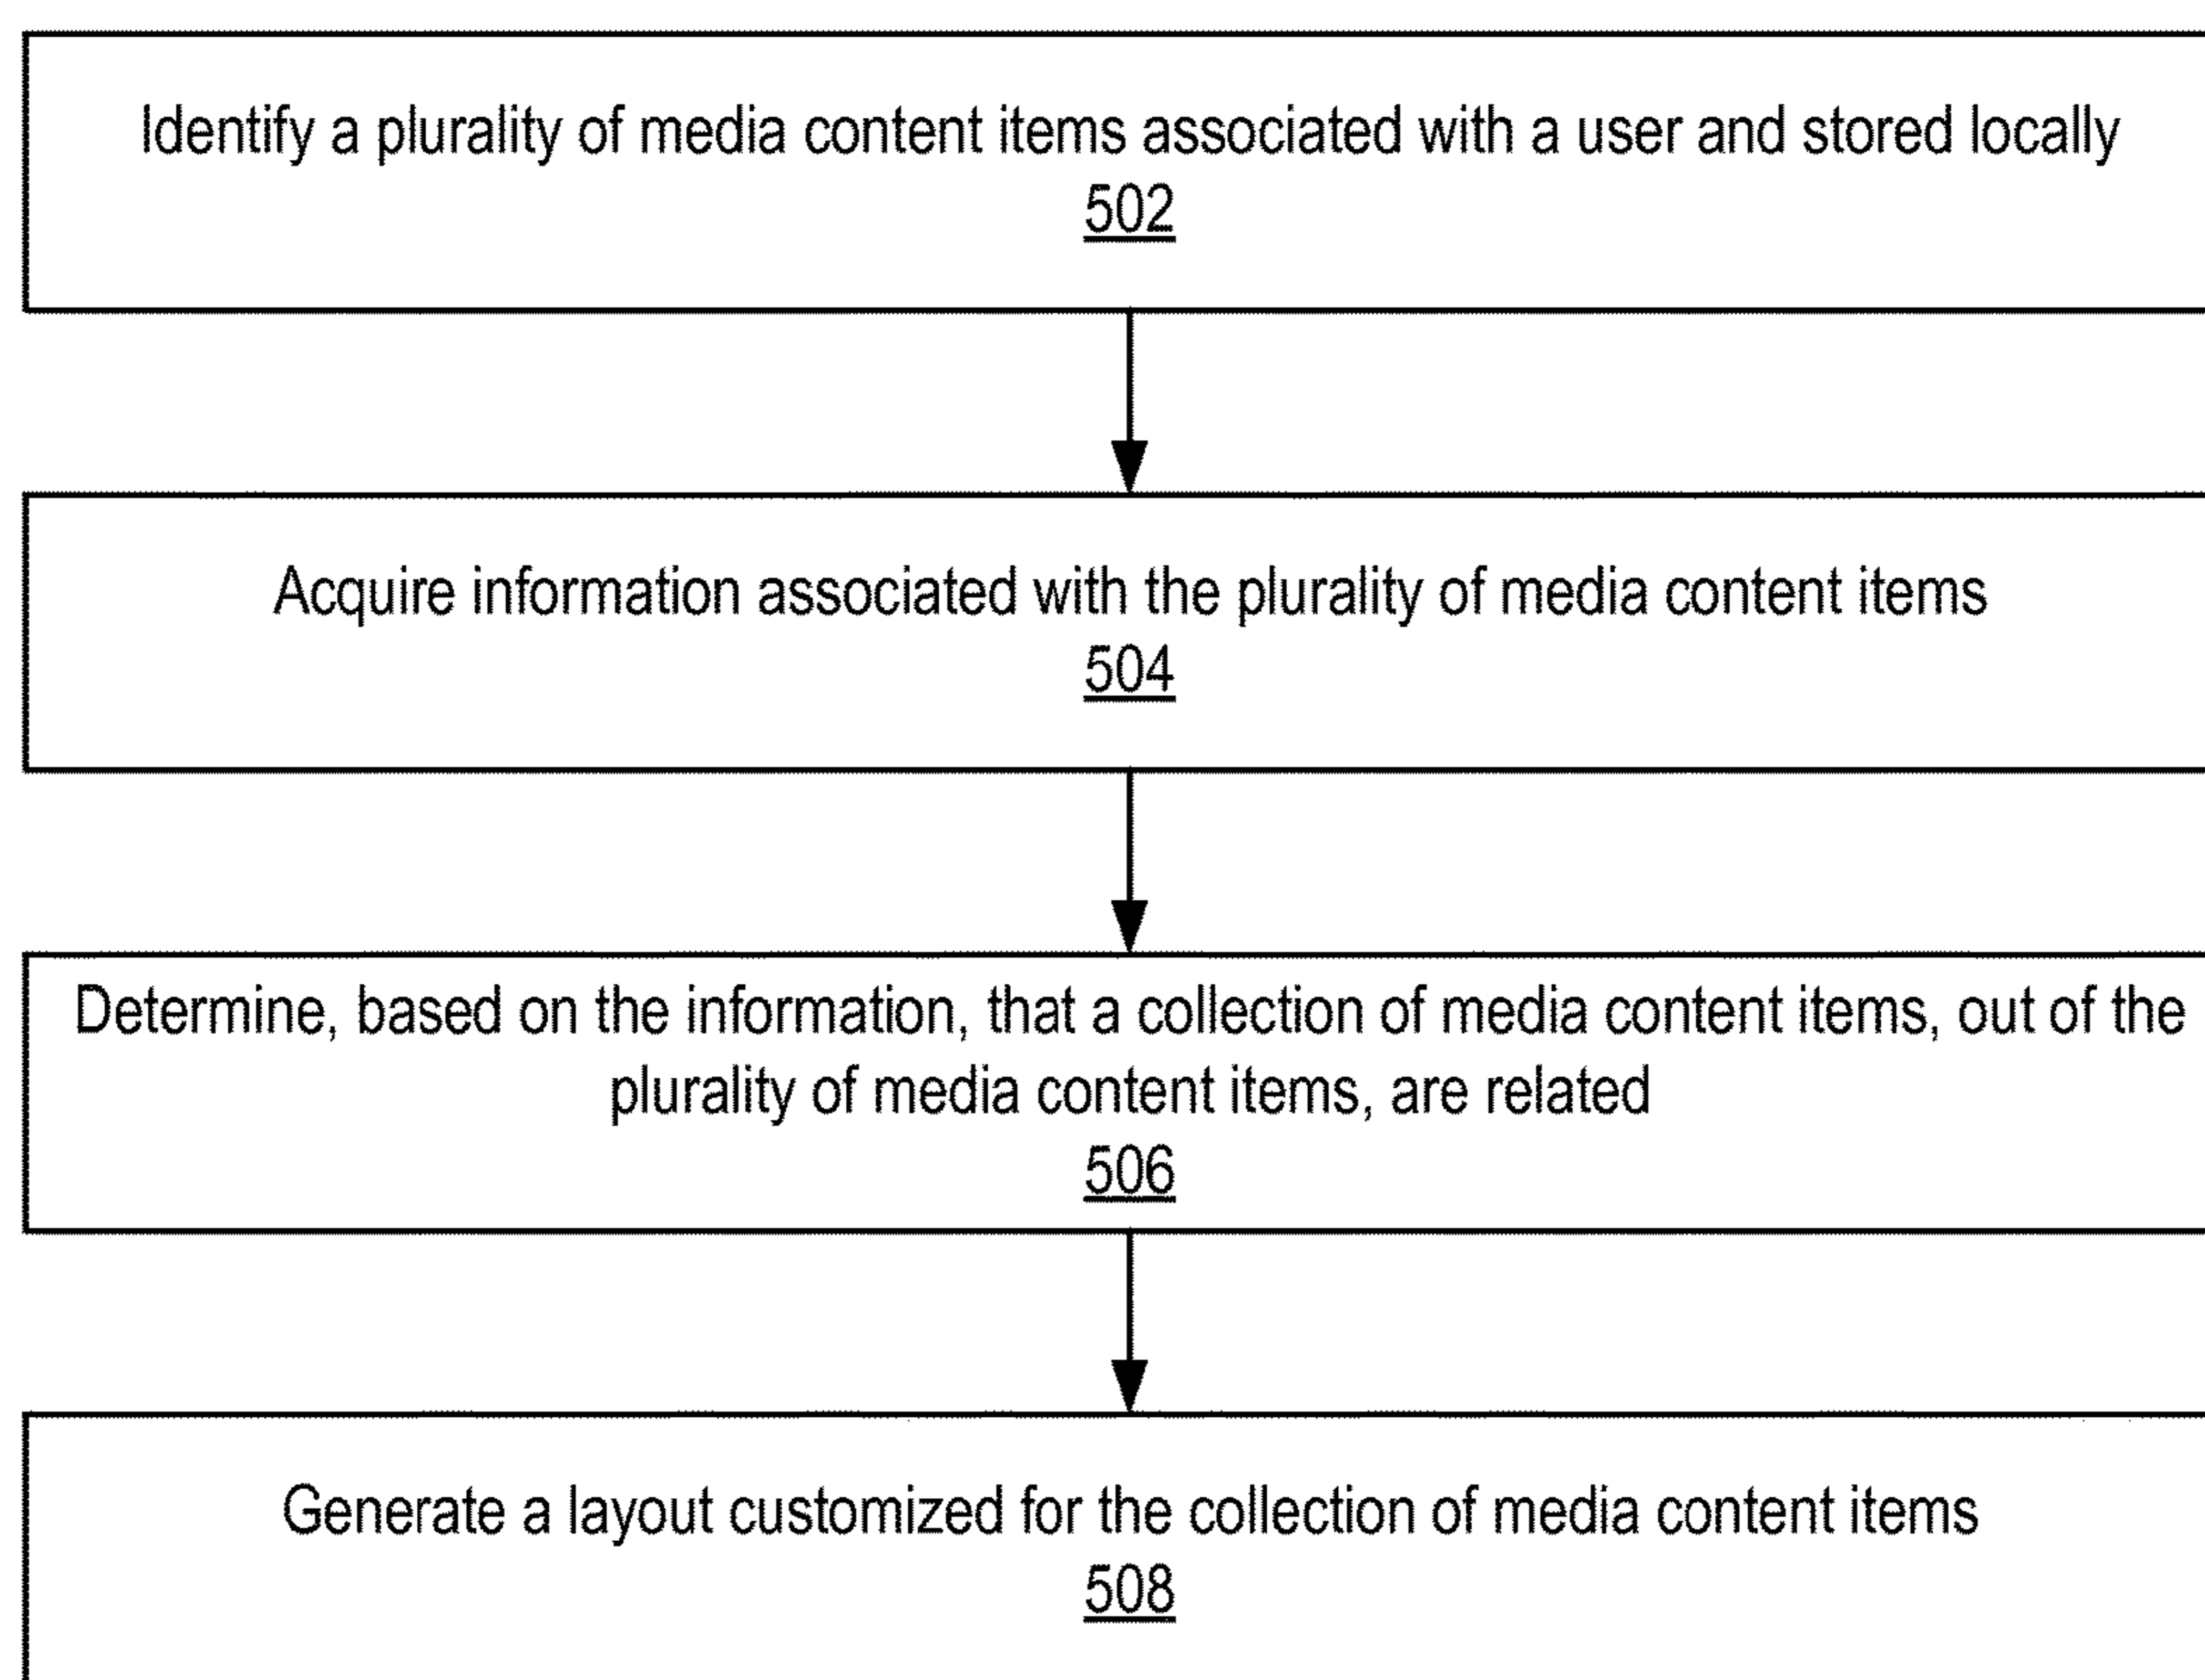 Identify a plurality of media content items associated with a user and stored locally
502
Acquire information associated with the plurality of media content items
504
Determine, based on the information, that a collection of media content items, out of the
plurality of media content items, are related
506
Generate a layout customized for the collection of media content items
508